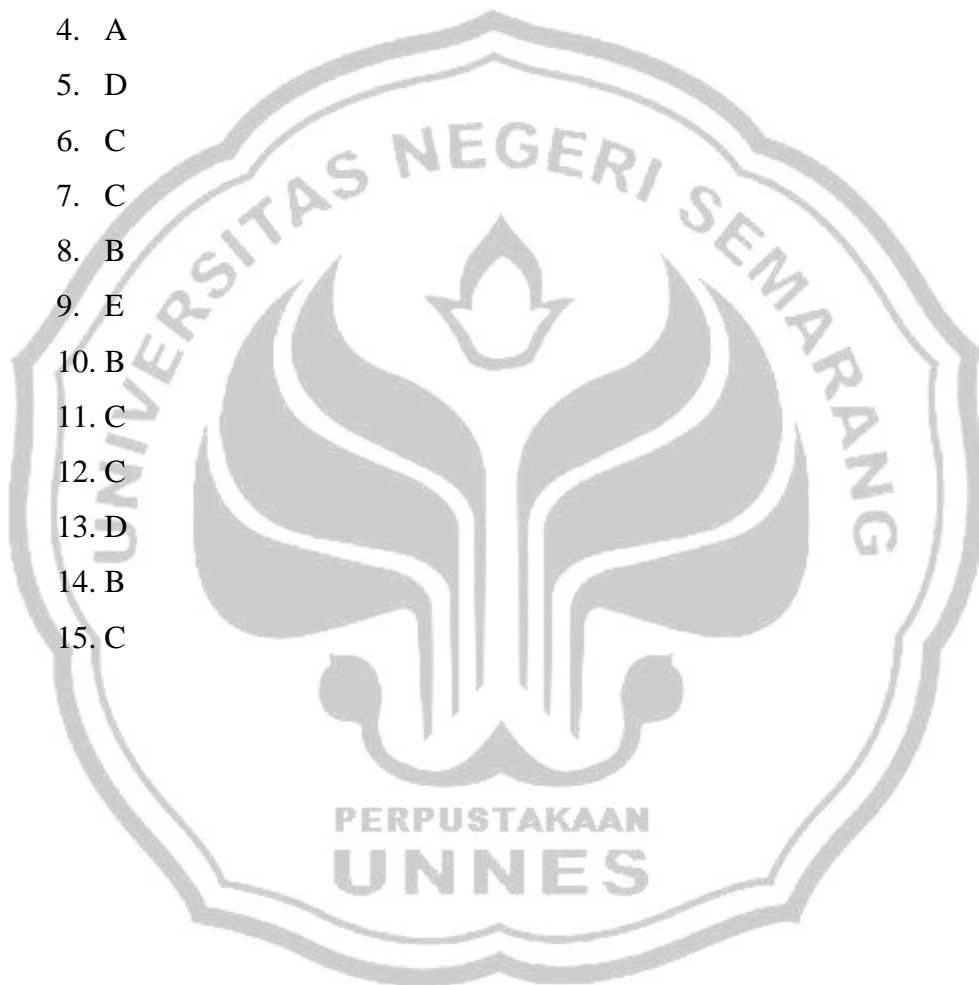 4. A
5. D
6. C
7. C
8. B
9. E
10. B
11. C
12. C
13. D
14. B
15. C
UNIVERSITAS NEGERI SEMARANG
PERPUSTAKAAN
UNNES